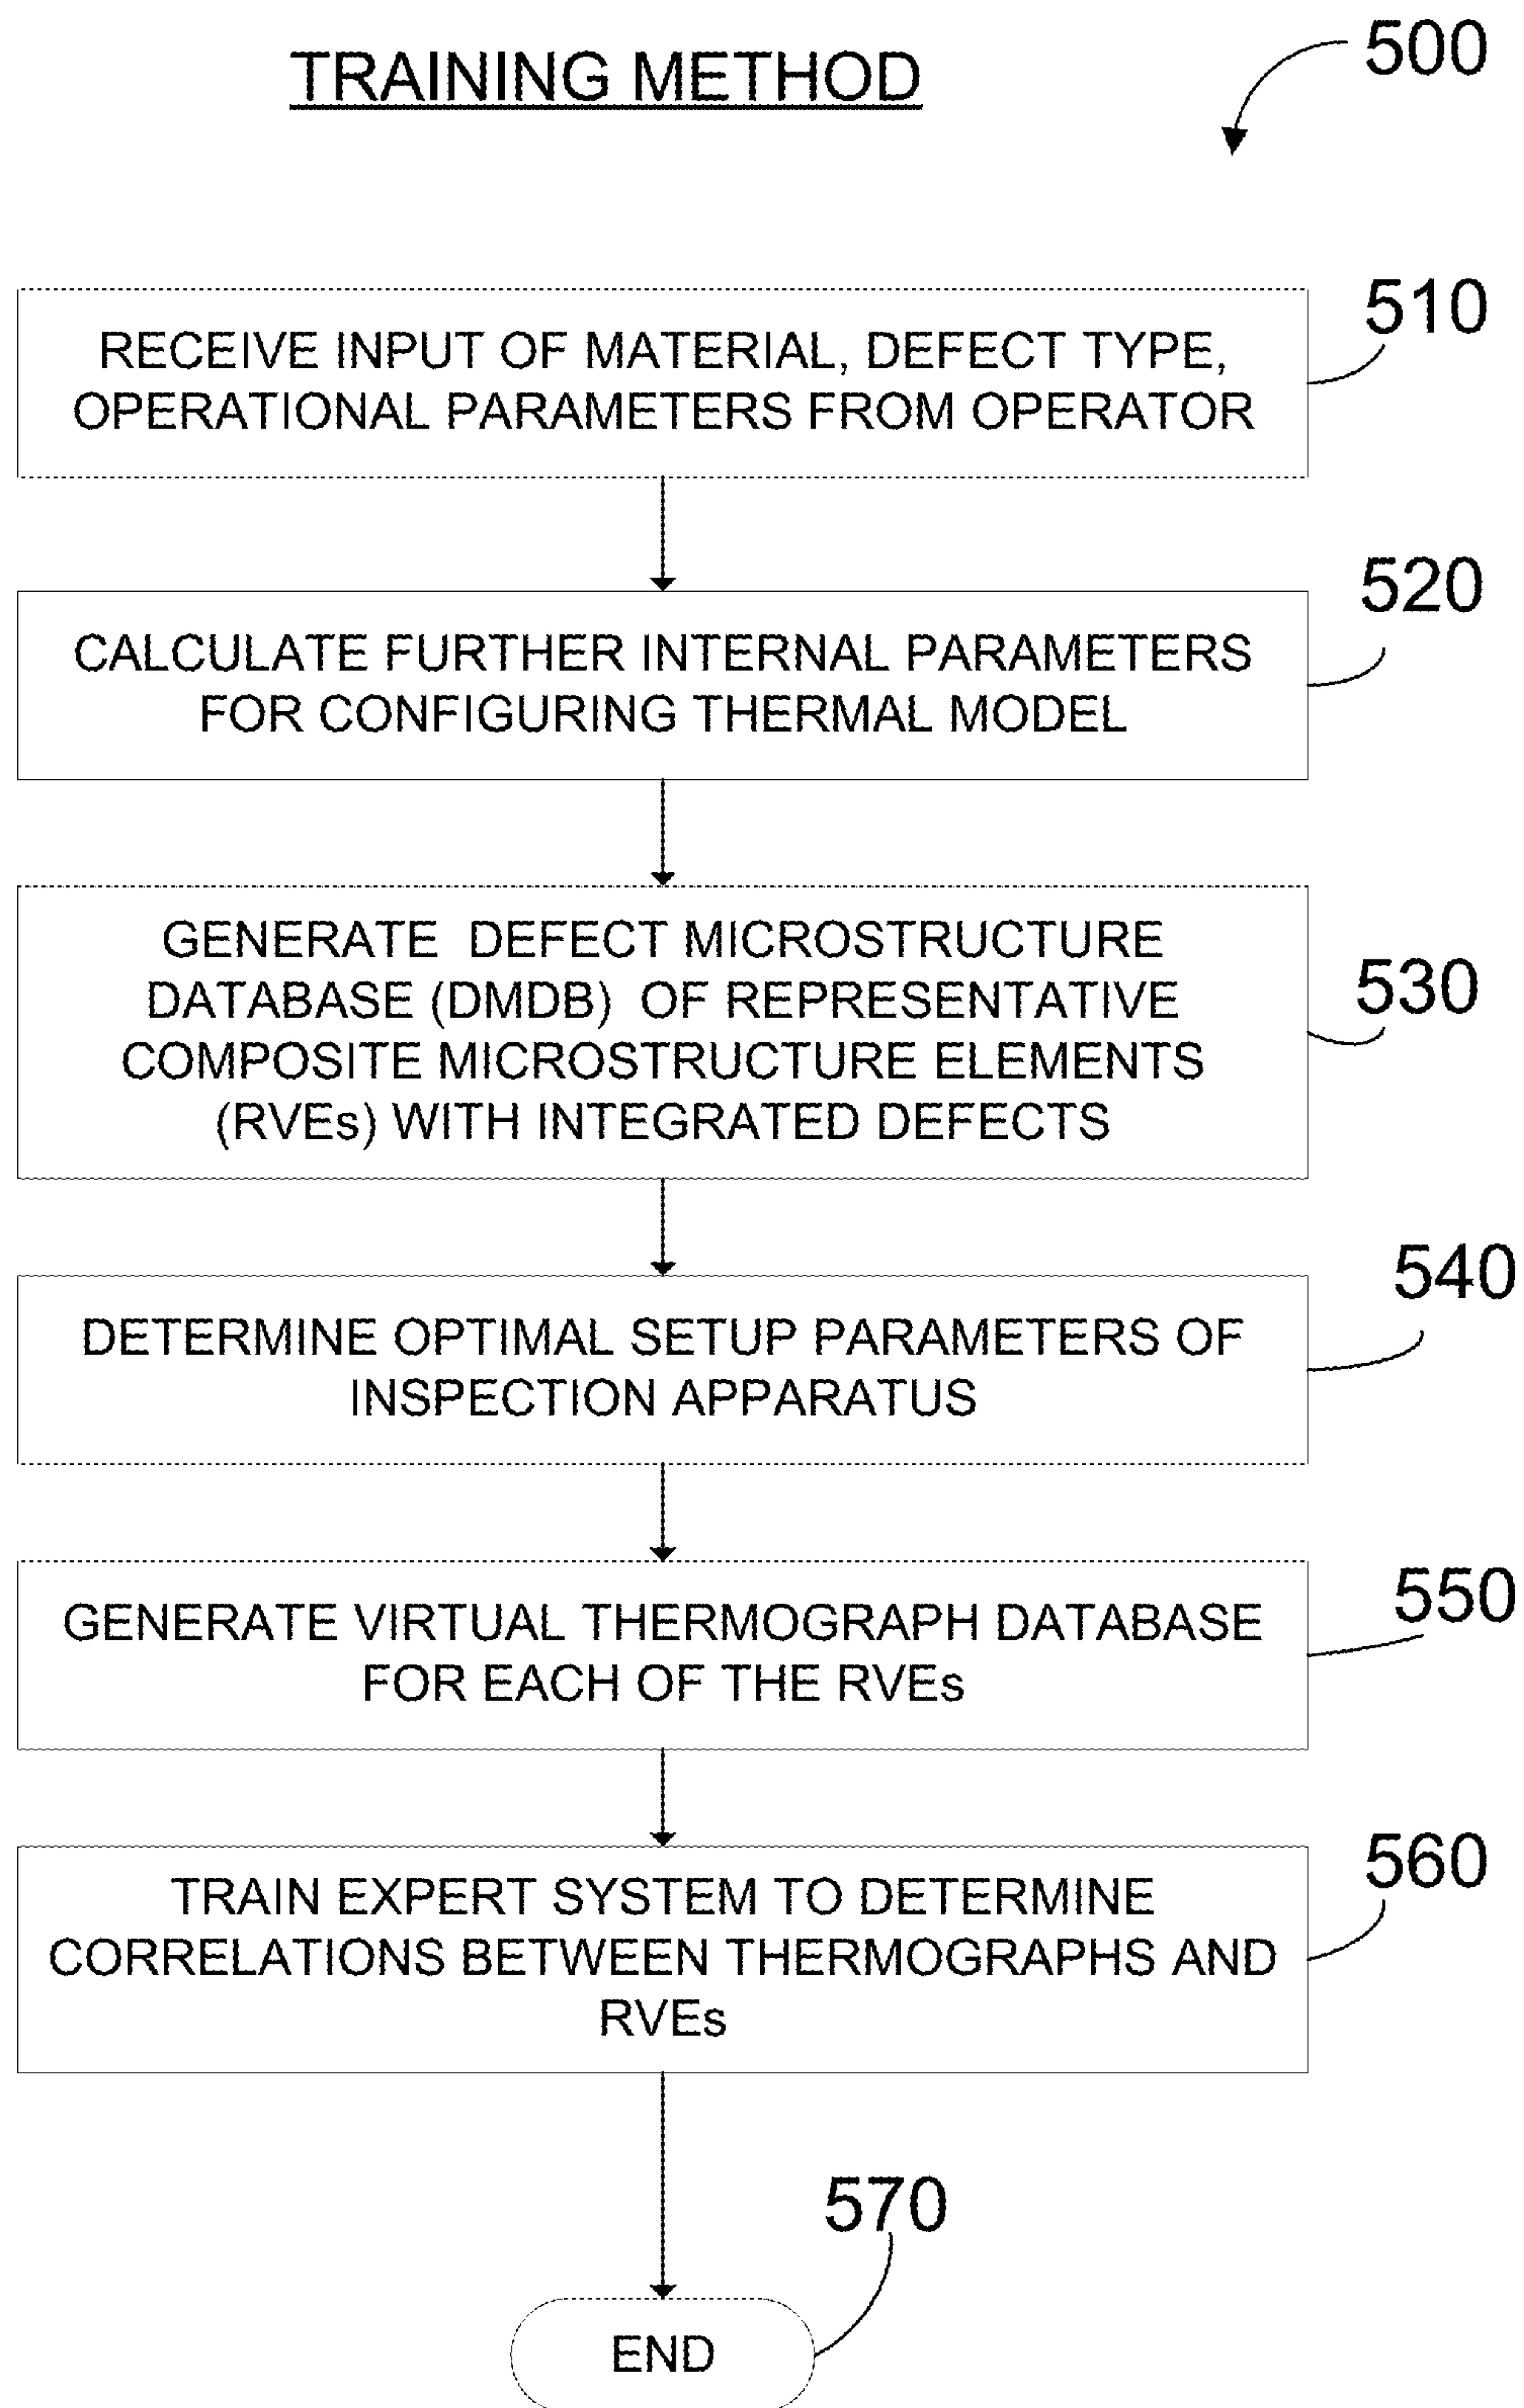 TRAINING METHOD
500
510
RECEIVE INPUT OF MATERIAL, DEFECT TYPE,
OPERATIONAL PARAMETERS FROM OPERATOR
520
CALCULATE FURTHER INTERNAL PARAMETERS
FOR CONFIGURING THERMAL MODEL
530
GENERATE DEFECT MICROSTRUCTURE
DATABASE (DMDB) OF REPRESENTATIVE
COMPOSITE MICROSTRUCTURE ELEMENTS
(RVEs) WITH INTEGRATED DEFECTS
540
DETERMINE OPTIMAL SETUP PARAMETERS OF
INSPECTION APPARATUS
550
GENERATE VIRTUAL THERMOGRAPH DATABASE
FOR EACH OF THE RVEs
560
TRAIN EXPERT SYSTEM TO DETERMINE
CORRELATIONS BETWEEN THERMOGRAPHS AND
RVEs
570
END